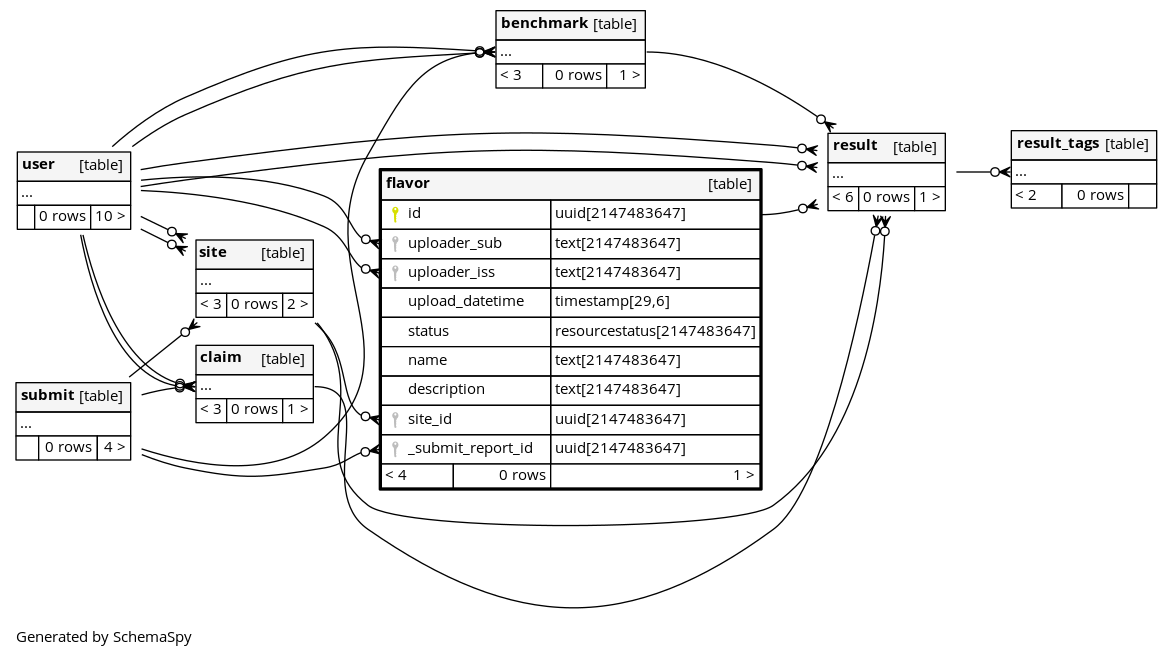 benchmark [table]
...
< 3 0 rows 1 >
user [table]
...
0 rows 10 >
result [table]
...
< 6 0 rows 1 >
result_tags [table]
...
< 2 0 rows
flavor [table]
id uuid[2147483647]
uploader_sub text[2147483647]
uploader_iss text[2147483647]
upload_datetime timestamp[29,6]
status resourcestatus[2147483647]
name text[2147483647]
description text[2147483647]
site_id uuid[2147483647]
_submit_report_id uuid[2147483647]
< 4 0 rows 1 >
site [table]
...
< 3 0 rows 2 >
claim [table]
...
< 3 0 rows 1 >
submit [table]
...
0 rows 4 >
Generated by SchemaSpy